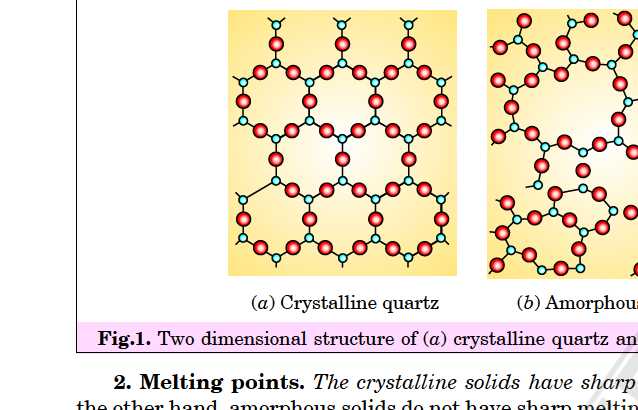 (a) Crystalline quartz
(b) Amorphous
Fig.1. Two dimensional structure of (a) crystalline quartz an
2. Melting points. The crystalline solids have sharp
the other hand, amorphous solids do not have sharp melti